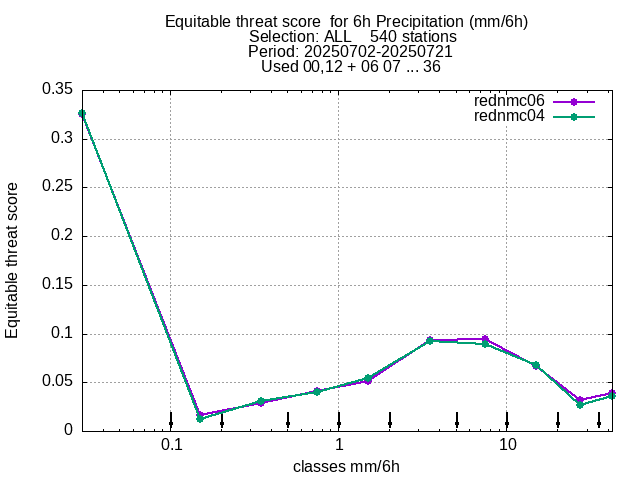 Equitable threat score  for 6h Precipitation (mm/6h)
Selection: ALL    540 stations
Period: 20250702-20250721
Used 00,12 + 06 07 ... 36
rednmc06
rednmc04
0.35
0.3
0.25
0.2
0.15
0.1
0.05
0
Equitable threat score
0.1
1
10
classes mm/6h